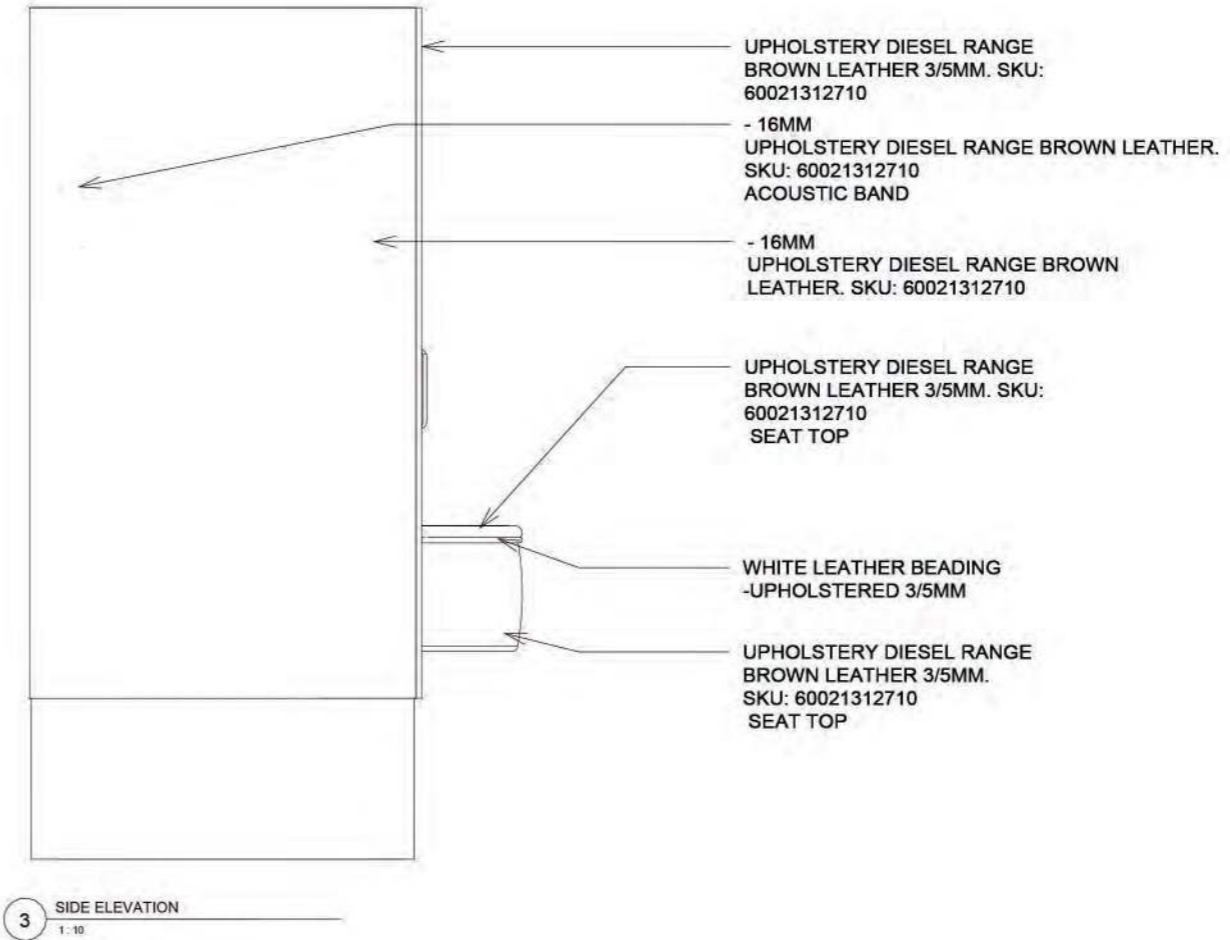 UPHOLSTERY DIESEL RANGE
BROWN LEATHER 3/5MM. SKU:
60021312710
- 16MM
UPHOLSTERY DIESEL RANGE BROWN LEATHER.
SKU: 60021312710
ACOUSTIC BAND
- 16MM
UPHOLSTERY DIESEL RANGE BROWN
LEATHER. SKU: 60021312710
UPHOLSTERY DIESEL RANGE
BROWN LEATHER 3/5MM. SKU:
60021312710
SEAT TOP
WHITE LEATHER BEADING
-UPHOLSTERED 3/5MM
UPHOLSTERY DIESEL RANGE
BROWN LEATHER 3/5MM.
SKU: 60021312710
SEAT TOP
3 SIDE ELEVATION
1 : 10